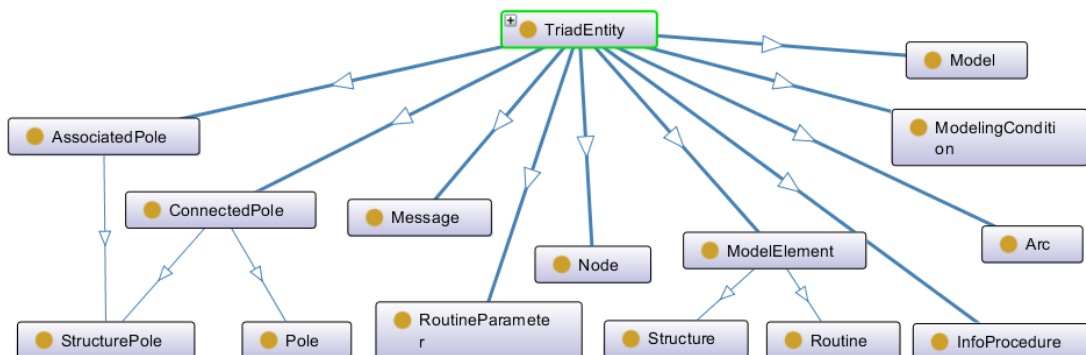 TriadEntity
Model
ModelingConditi
on
AssociatedPole
ConnectedPole
Message
Node
ModelElement
Arc
StructurePole
Pole
RoutineParamete
r
Structure
Routine
InfoProcedure